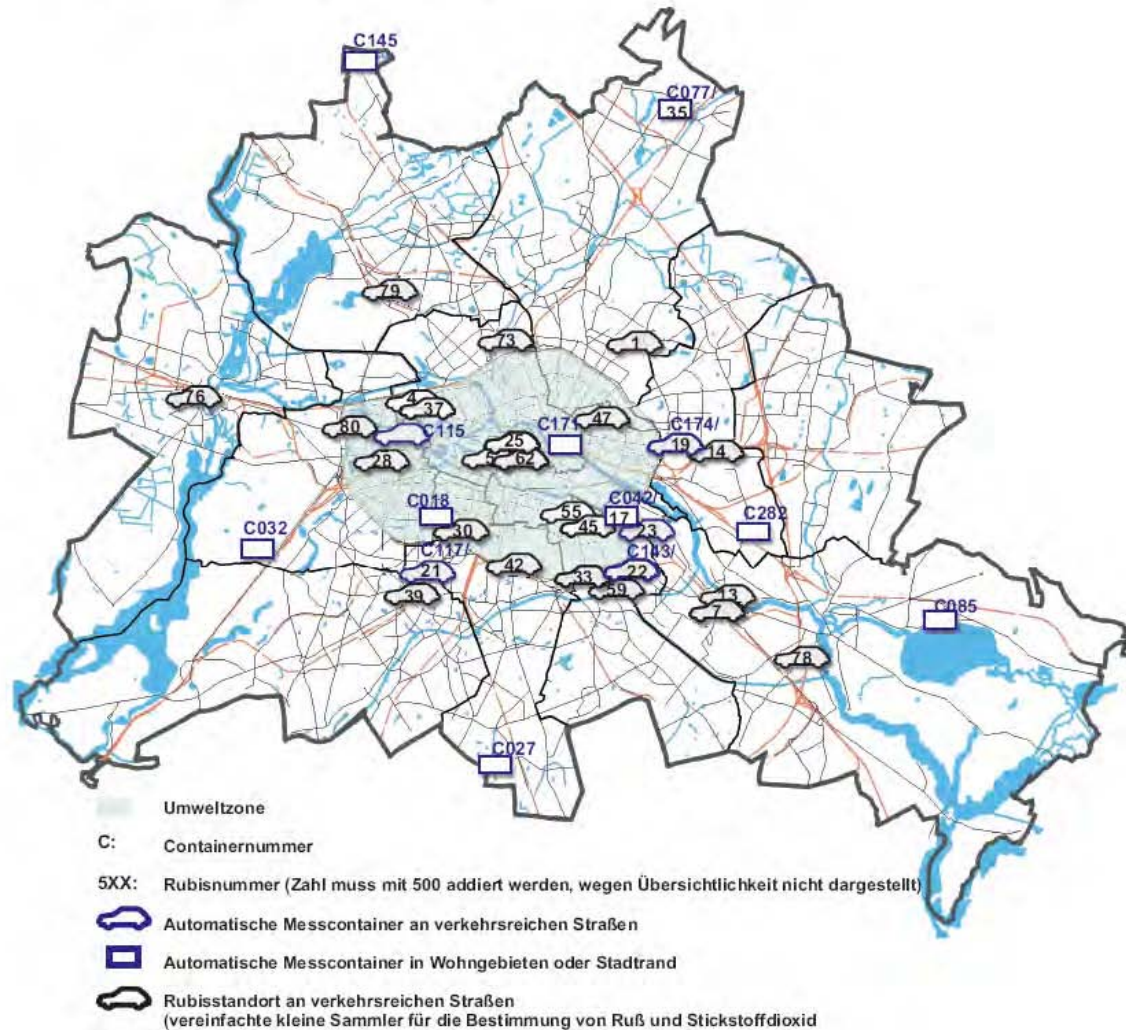 C145
C077/
35
79
73
1
76
4
37
47
80
C115
C171
C174/
25
19
14
28
62
C018
C042/
55
17
C282
30
45
23
C032
C117/
C143/
42
21
33
22
39
59
13
7
C085
78
C027
Umweltzone
C: Containernummer
5XX: Rubisnummer (Zahl muss mit 500 addiert werden, wegen Übersichtlichkeit nicht dargestellt)
Automatische Messcontainer an verkehrsreichen Straßen
Automatische Messcontainer in Wohngebieten oder Stadtrand
Rubisstandort an verkehrsreichen Straßen
(vereinfachte kleine Sammler für die Bestimmung von Ruß und Stickstoffdioxid